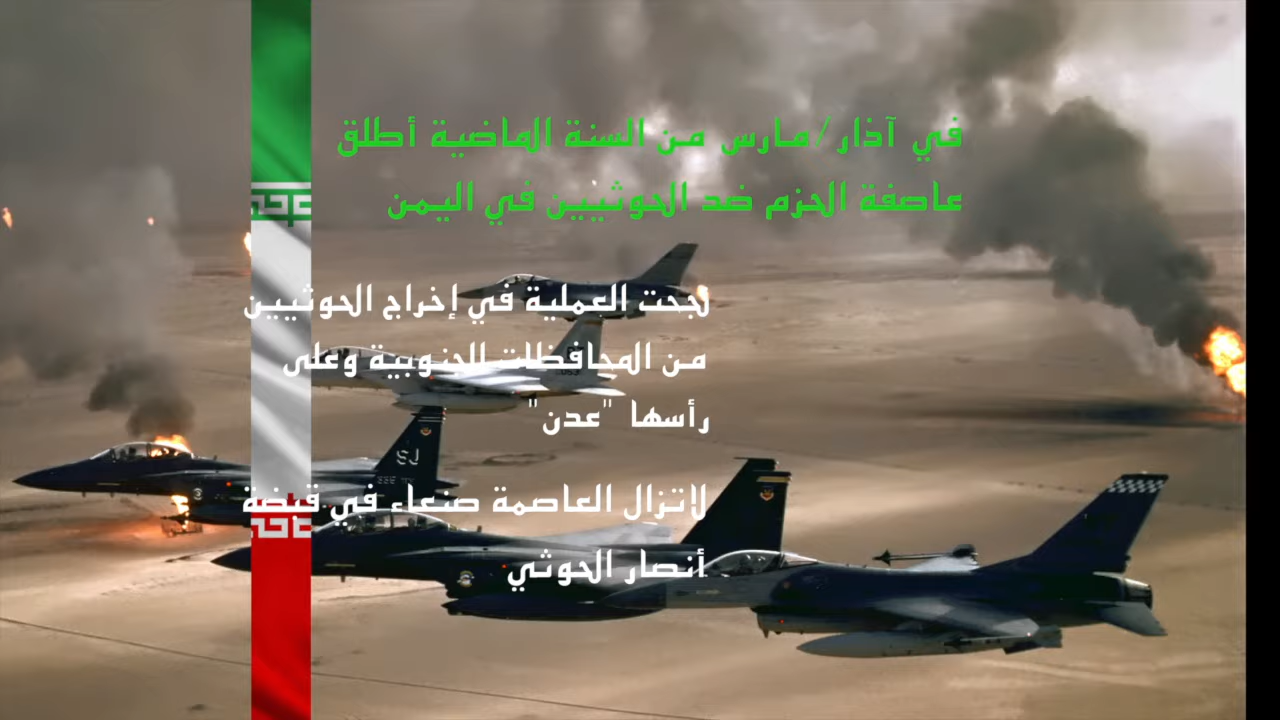 في آذار/مارس من السنة الماضية أطلق
عاصفة الحزم ضد الحوثيين في اليمن
نجحت العملية في إخراج الحوثيين
من المحافظات الجنوبية وعلى
رأسها "عدن"
لاتزال العاصمة صنعاء في قبضة
أنصار الحوثي
SJ